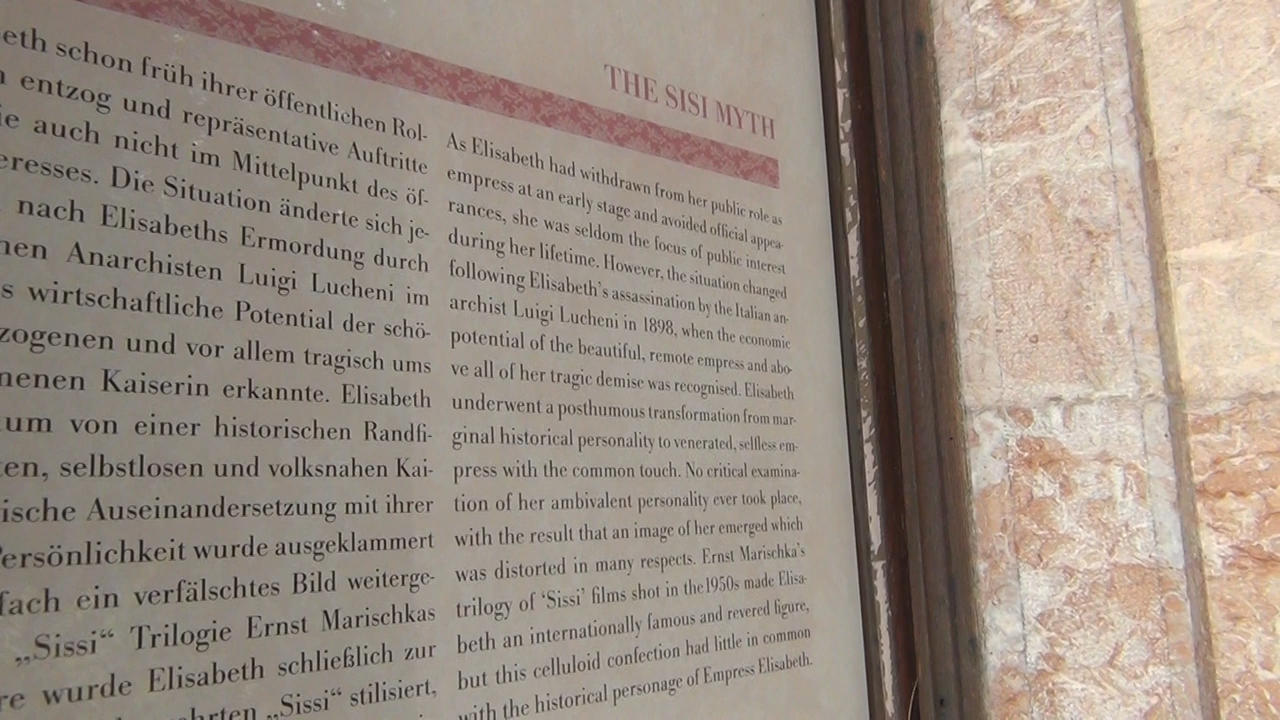 eth schon früh ihrer öffentlichen Rol-
entzog und repräsentative Auftritte
ie auch nicht im Mittelpunkt des öf-
eresses. Die Situation änderte sich je-
nach Elisabeths Ermordung durch
nen Anarchisten Luigi Lucheni im
s wirtschaftliche Potential der schö-
zogenen und vor allem tragisch ums
menen Kaiserin erkannte. Elisabeth
um von einer historischen Randfi-
ten, selbstlosen und volksnahen Kai-
ische Auseinandersetzung mit ihrer
Persönlichkeit wurde ausgeklammert
fach ein verfälschtes Bild weiterge-
„Sissi“ Trilogie Ernst Marischkas
re wurde Elisabeth schließlich zur
„Sissi“ stilisiert,
THE SISI MYTH
As Elisabeth had withdrawn from her public role as
empress at an early stage and avoided official appea-
rances, she was seldom the focus of public interest
during her lifetime. However, the situation changed
following Elisabeth's assassination by the Italian an-
archist Luigi Lucheni in 1898, when the economic
potential of the beautiful, remote empress and abo-
ve all of her tragic demise was recognised. Elisabeth
underwent a posthumous transformation from mar-
ginal historical personality to venerated, selfless em-
press with the common touch. No critical examina-
tion of her ambivalent personality ever took place,
with the result that an image of her emerged which
was distorted in many respects. Ernst Marischka's
trilogy of 'Sissi' films shot in the1950s made Elisa-
beth an internationally famous and revered figure,
but this celluloid confection had little in common
with the historical personage of Empress Elisabeth.